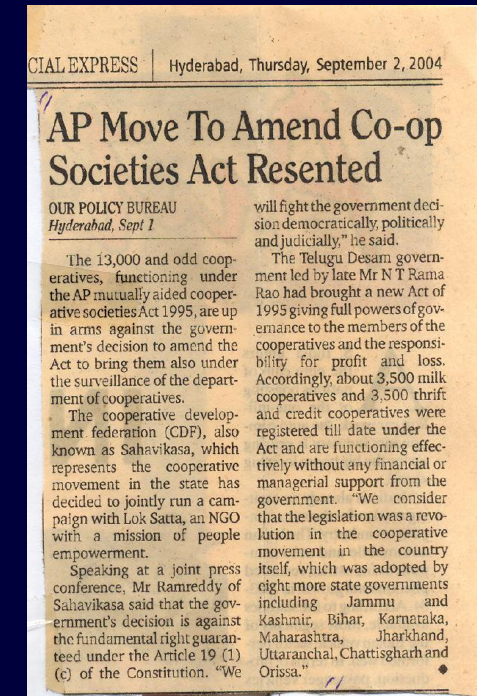 CIAL EXPRESS | Hyderabad, Thursday, September 2, 2004
AP Move To Amend Co-op
Societies Act Resented
OUR POLICY BUREAU
Hyderabad, Sept 1
The 13,000 and odd coop-
eratives, functioning under
the AP mutually aided cooper-
ative societies Act 1995, are up
in arms against the govern-
ment's decision to amend the
Act to bring them also under
the surveillance of the depart-
ment of cooperatives.
The cooperative develop-
ment federation (CDF), also
known as Sahavikasa, which
represents the cooperative
movement in the state has
decided to jointly run a cam-
paign with Lok Satta, an NGO
with a mission of people
empowerment.
Speaking at a joint press
conference, Mr Ramreddy of
Sahavikasa said that the gov-
ernment's decision is against
the fundamental right guaran-
teed under the Article 19 (1)
(c) of the Constitution. "We
will fight the government deci-
sion democratically, politically
and judicially," he said.
The Telugu Desam govern-
ment led by late Mr N T Rama
Rao had brought a new Act of
1995 giving full powers of gov-
ernance to the members of the
cooperatives and the responsi-
bility for profit and loss.
Accordingly, about 3,500 milk
cooperatives and 3,500 thrift
and credit cooperatives were
registered till date under the
Act and are functioning effec-
tively without any financial or
managerial support from the
government. "We consider
that the legislation was a revo-
lution in the cooperative
movement in the country
itself, which was adopted by
eight more state governments
including Jammu and
Kashmir, Bihar, Karnataka,
Maharashtra, Jharkhand,
Uttaranchal, Chattisgharh and
Orissa."